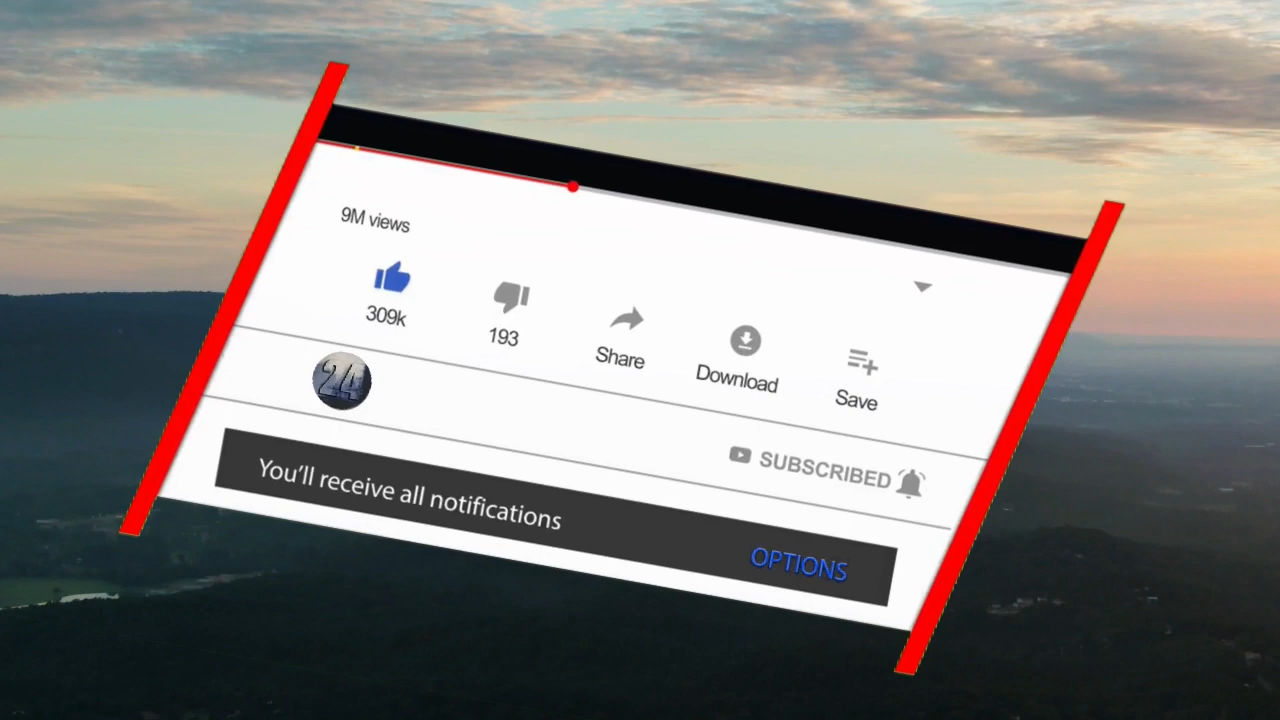 9M views
309k
193
Share
Download
Save
24
SUBSCRIBED
You'll receive all notifications
OPTIONS